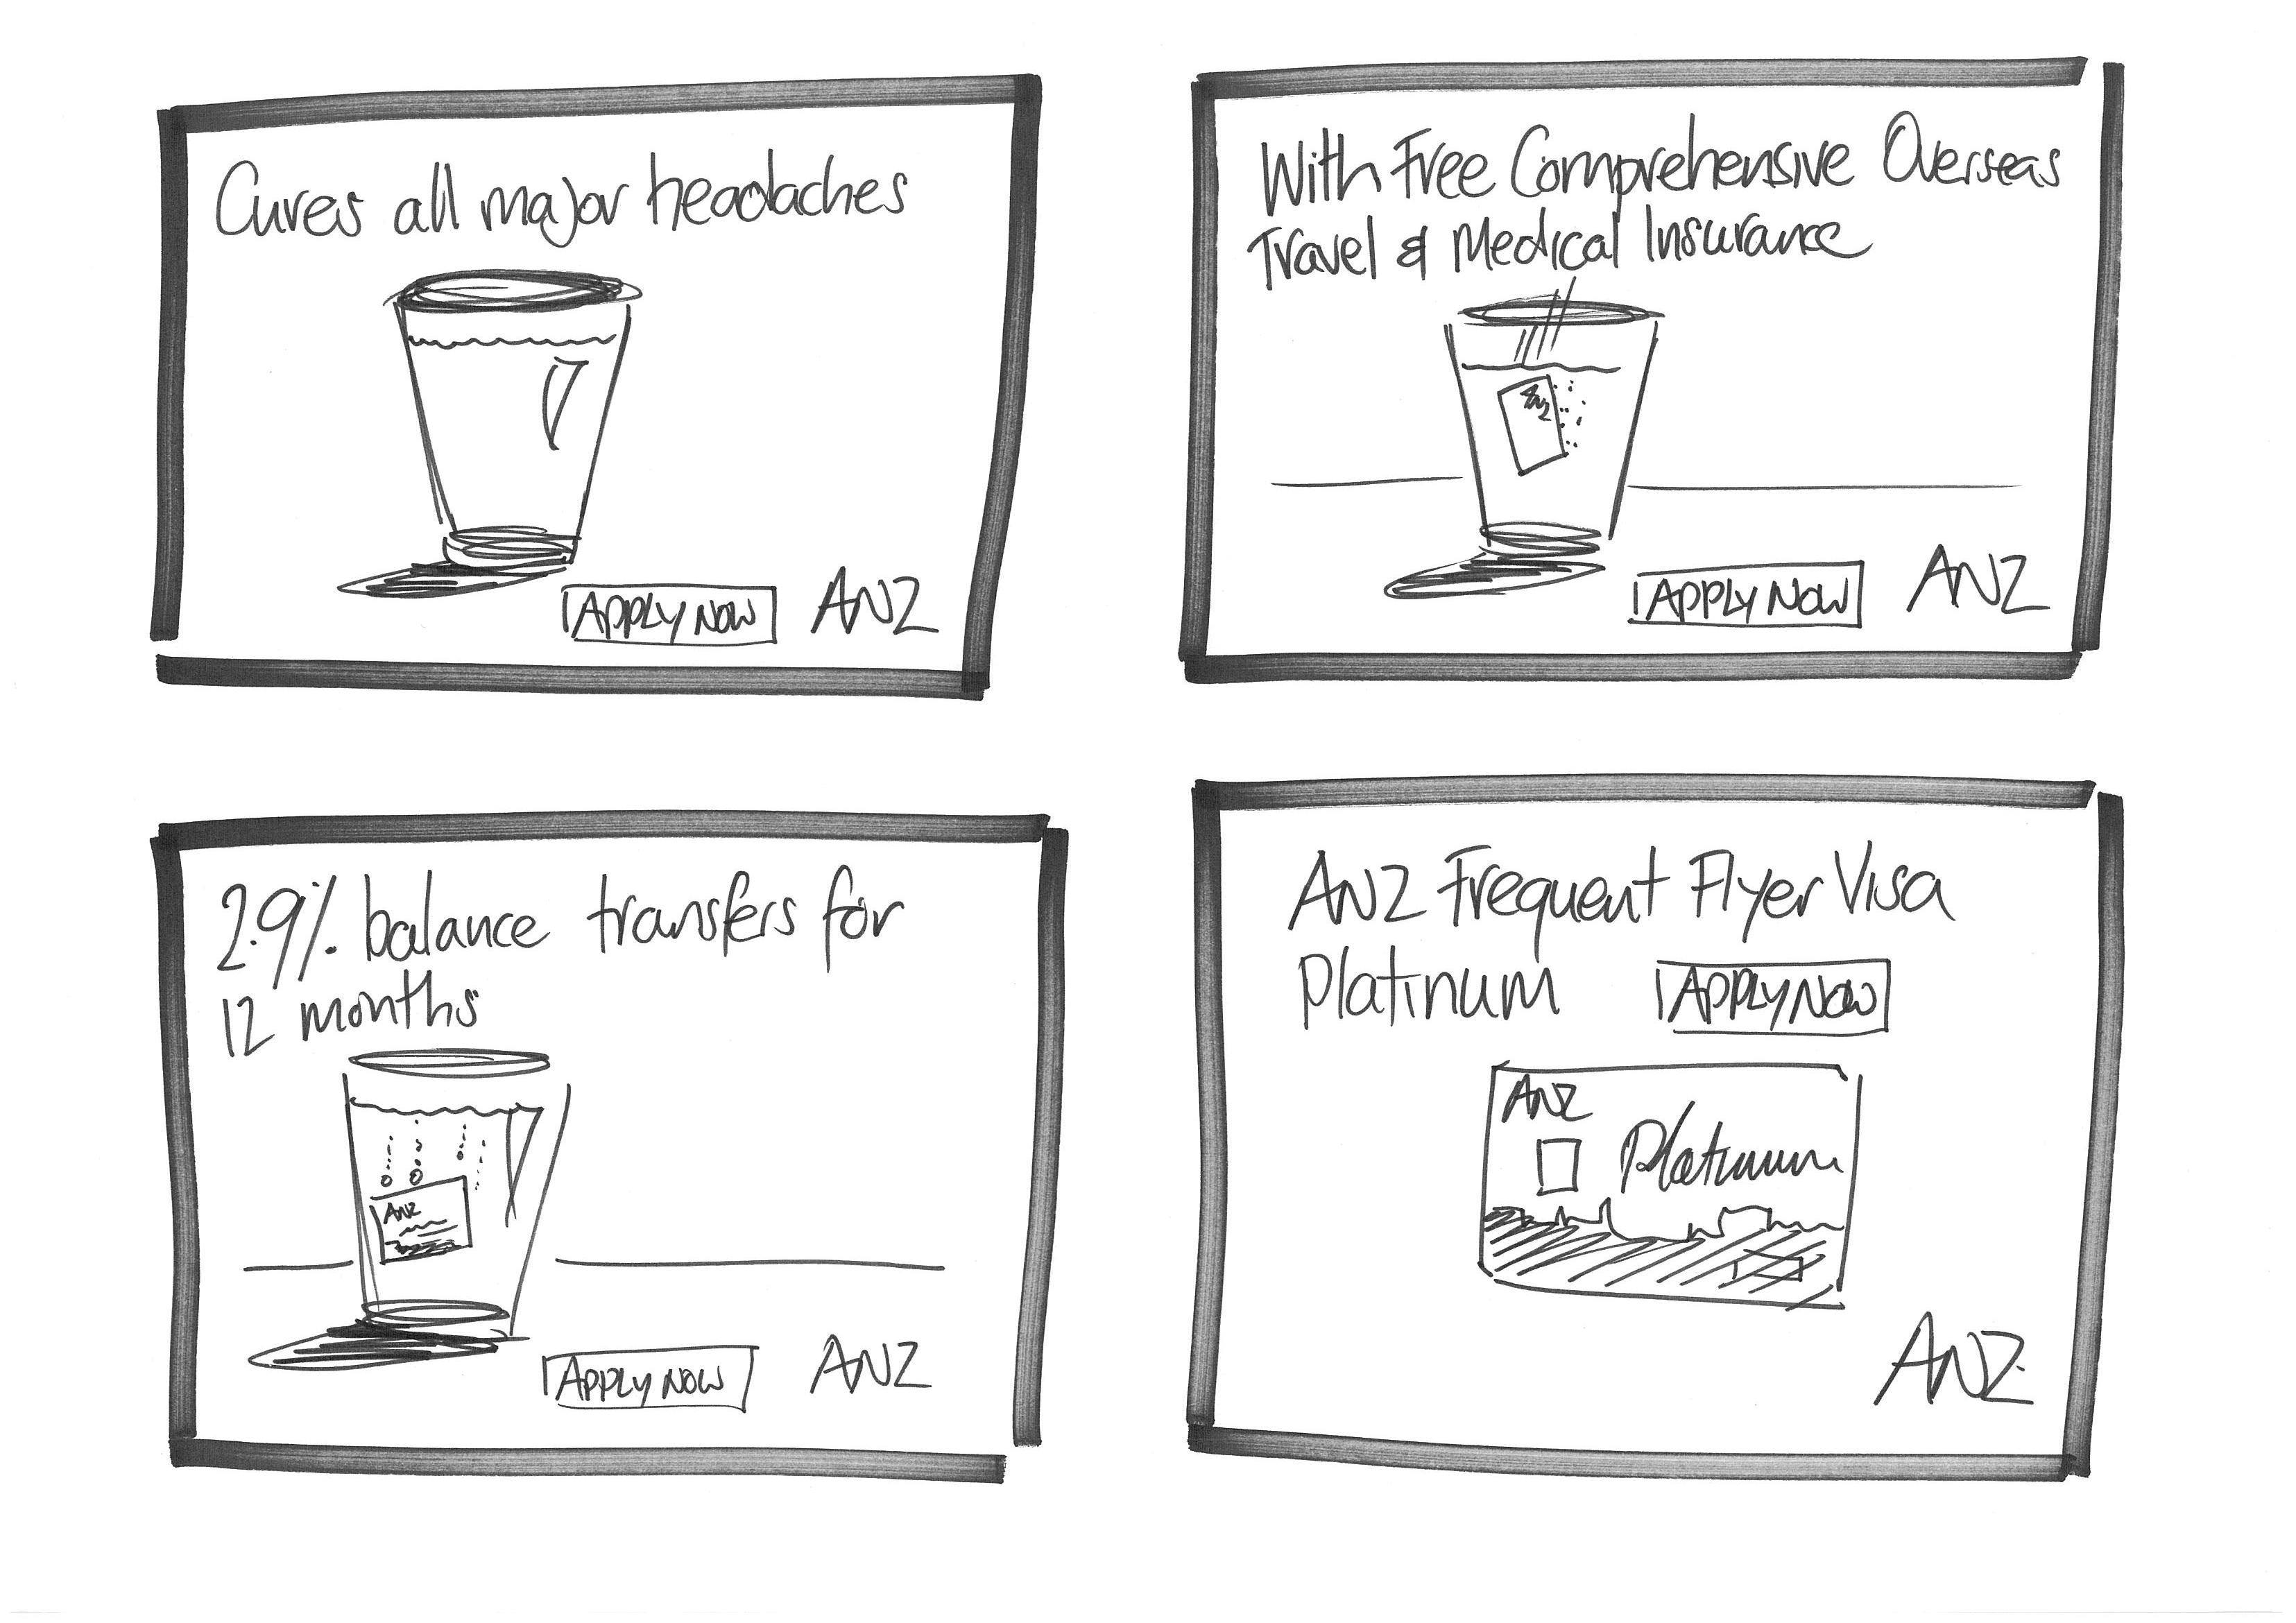 Cures all major headaches
APPLY NOW
ANZ
With Free Comprehensive Overseas
Travel & Medical Insurance
ANZ
APPLY NOW
ANZ
2.9% balance transfers for
12 months
ANZ
APPLY NOW
ANZ
ANZ Frequent Flyer Visa
Platinum
APPLY NOW
ANZ
Platinum
ANZ